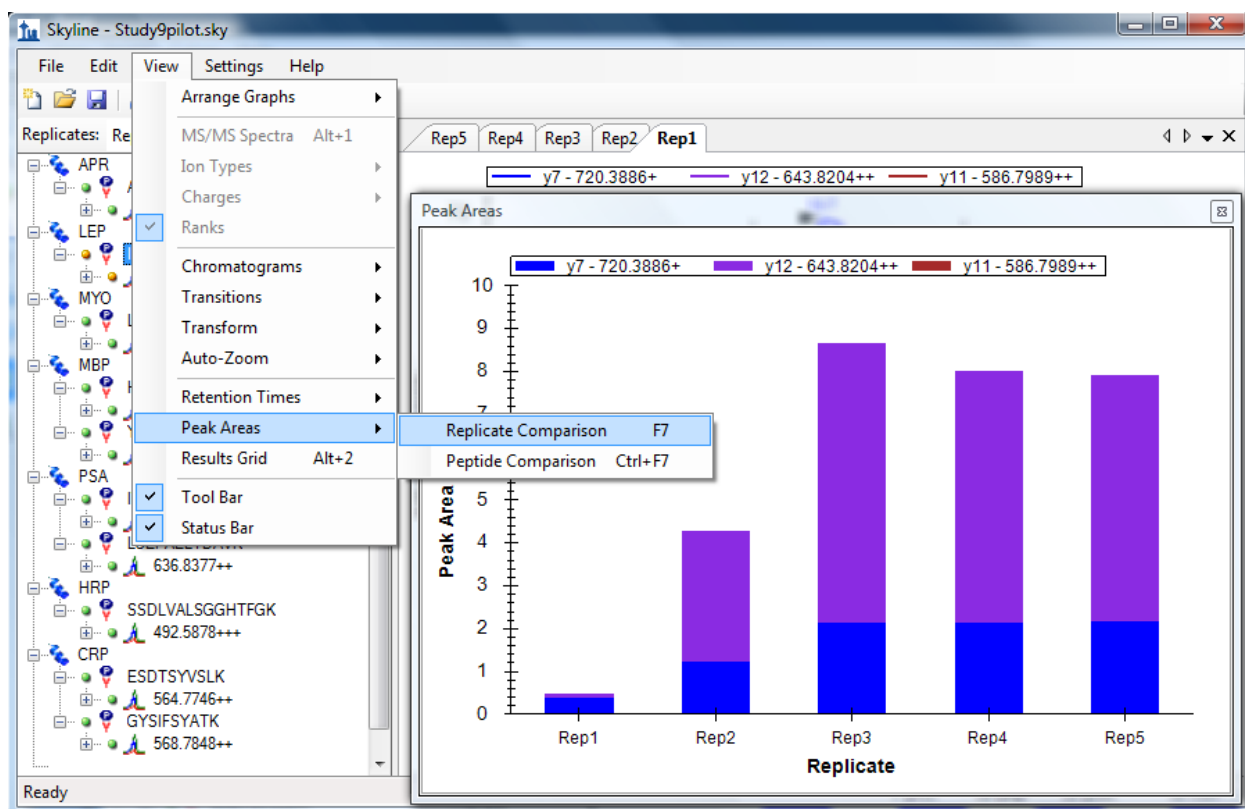 Skyline - Study9pilot.sky
File Edit View Settings Help
Replicates: Re
Arrange Graphs
MS/MS Spectra Alt+1
Ion Types
Charges
Ranks
Chromatograms
Transitions
Transform
Auto-Zoom
Retention Times
Peak Areas
Results Grid Alt+2
Tool Bar
Status Bar
Replicate Comparison F7
Peptide Comparison Ctrl+F7
APR
LEP
MYO
MBP
PSA
636.8377++
HRP
SSDLVALSGGHTFGK
492.5878+++
CRP
ESDTSYVSLK
564.7746++
GYSIFSYATK
568.7848++
Ready
Rep5 Rep4 Rep3 Rep2 Rep1
y7 - 720.3886+ y12 - 643.8204++ y11 - 586.7989++
Peak Areas
y7 - 720.3886+ y12 - 643.8204++ y11 - 586.7989++
10
9
8
7
5
4
3
2
1
0
Peak Area
Rep1 Rep2 Rep3 Rep4 Rep5
Replicate